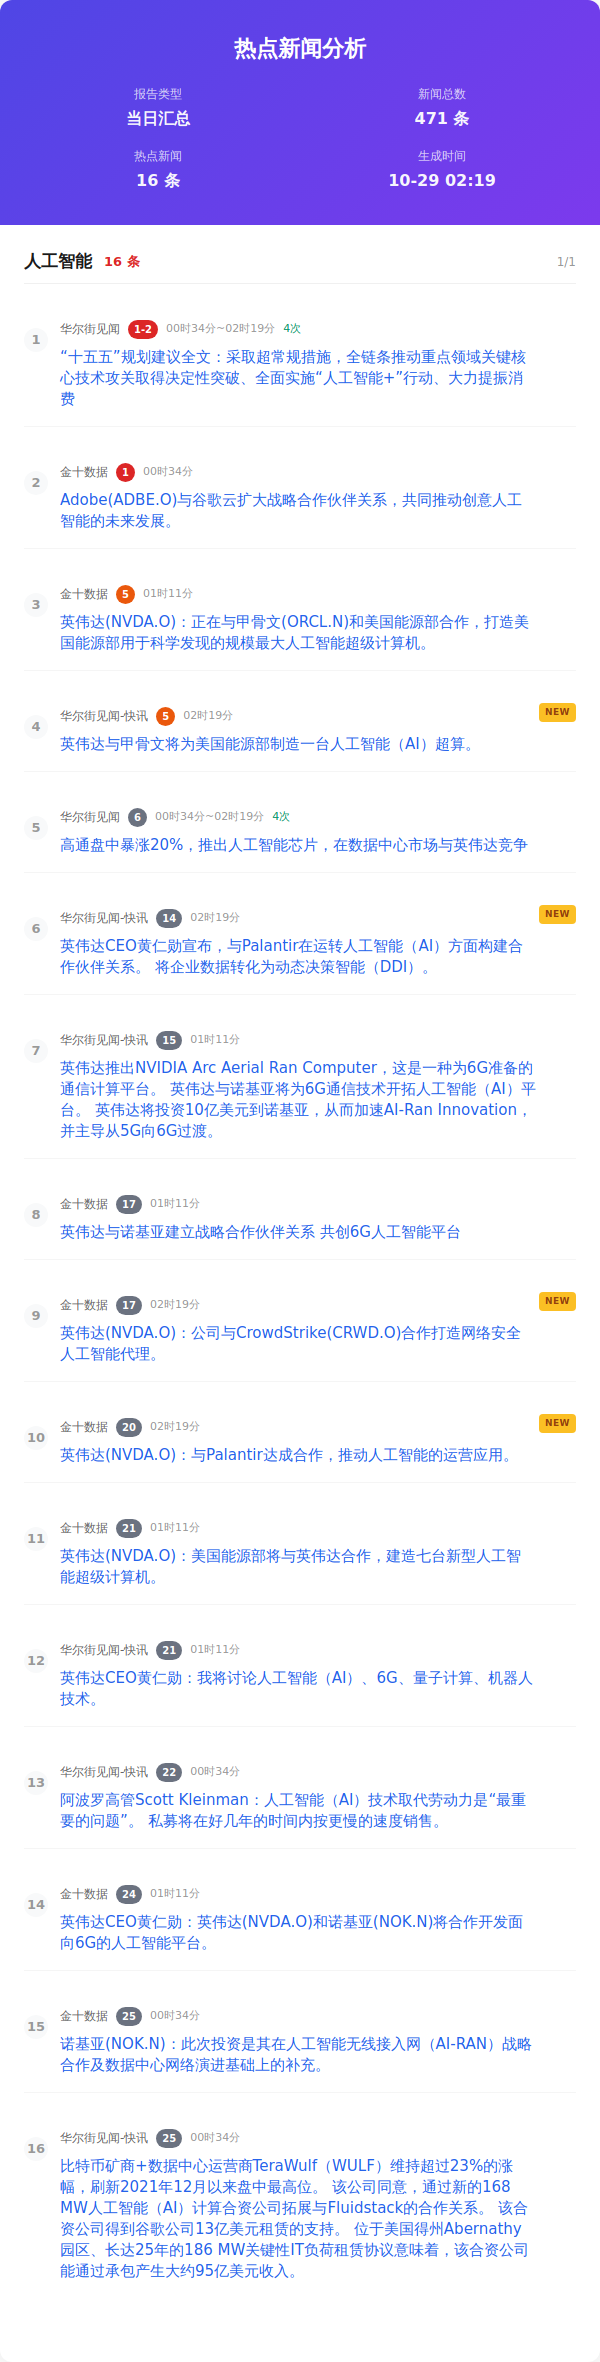 热点新闻分析
报告类型
当日汇总
新闻总数
471 条
热点新闻
16 条
生成时间
10-29 02:19
人工智能 16 条 1/1
1
华尔街见闻 1-2 00时34分~02时19分 4次
“十五五”规划建议全文：采取超常规措施，全链条推动重点领域关键核
心技术攻关取得决定性突破、全面实施“人工智能+”行动、大力提振消
费
2
金十数据 1 00时34分
Adobe(ADBE.O)与谷歌云扩大战略合作伙伴关系，共同推动创意人工
智能的未来发展。
3
金十数据 5 01时11分
英伟达(NVDA.O)：正在与甲骨文(ORCL.N)和美国能源部合作，打造美
国能源部用于科学发现的规模最大人工智能超级计算机。
4
华尔街见闻-快讯 5 02时19分 NEW
英伟达与甲骨文将为美国能源部制造一台人工智能（AI）超算。
5
华尔街见闻 6 00时34分~02时19分 4次
高通盘中暴涨20%，推出人工智能芯片，在数据中心市场与英伟达竞争
6
华尔街见闻-快讯 14 02时19分 NEW
英伟达CEO黄仁勋宣布，与Palantir在运转人工智能（AI）方面构建合
作伙伴关系。 将企业数据转化为动态决策智能（DDI）。
7
华尔街见闻-快讯 15 01时11分
英伟达推出NVIDIA Arc Aerial Ran Computer，这是一种为6G准备的
通信计算平台。 英伟达与诺基亚将为6G通信技术开拓人工智能（AI）平
台。 英伟达将投资10亿美元到诺基亚，从而加速AI-Ran Innovation，
并主导从5G向6G过渡。
8
金十数据 17 01时11分
英伟达与诺基亚建立战略合作伙伴关系 共创6G人工智能平台
9
金十数据 17 02时19分 NEW
英伟达(NVDA.O)：公司与CrowdStrike(CRWD.O)合作打造网络安全
人工智能代理。
10
金十数据 20 02时19分 NEW
英伟达(NVDA.O)：与Palantir达成合作，推动人工智能的运营应用。
11
金十数据 21 01时11分
英伟达(NVDA.O)：美国能源部将与英伟达合作，建造七台新型人工智
能超级计算机。
12
华尔街见闻-快讯 21 01时11分
英伟达CEO黄仁勋：我将讨论人工智能（AI）、6G、量子计算、机器人
技术。
13
华尔街见闻-快讯 22 00时34分
阿波罗高管Scott Kleinman：人工智能（AI）技术取代劳动力是“最重
要的问题”。 私募将在好几年的时间内按更慢的速度销售。
14
金十数据 24 01时11分
英伟达CEO黄仁勋：英伟达(NVDA.O)和诺基亚(NOK.N)将合作开发面
向6G的人工智能平台。
15
金十数据 25 00时34分
诺基亚(NOK.N)：此次投资是其在人工智能无线接入网（AI-RAN）战略
合作及数据中心网络演进基础上的补充。
16
华尔街见闻-快讯 25 00时34分
比特币矿商+数据中心运营商TeraWulf（WULF）维持超过23%的涨
幅，刷新2021年12月以来盘中最高位。 该公司同意，通过新的168
MW人工智能（AI）计算合资公司拓展与Fluidstack的合作关系。 该合
资公司得到谷歌公司13亿美元租赁的支持。 位于美国得州Abernathy
园区、长达25年的186 MW关键性IT负荷租赁协议意味着，该合资公司
能通过承包产生大约95亿美元收入。